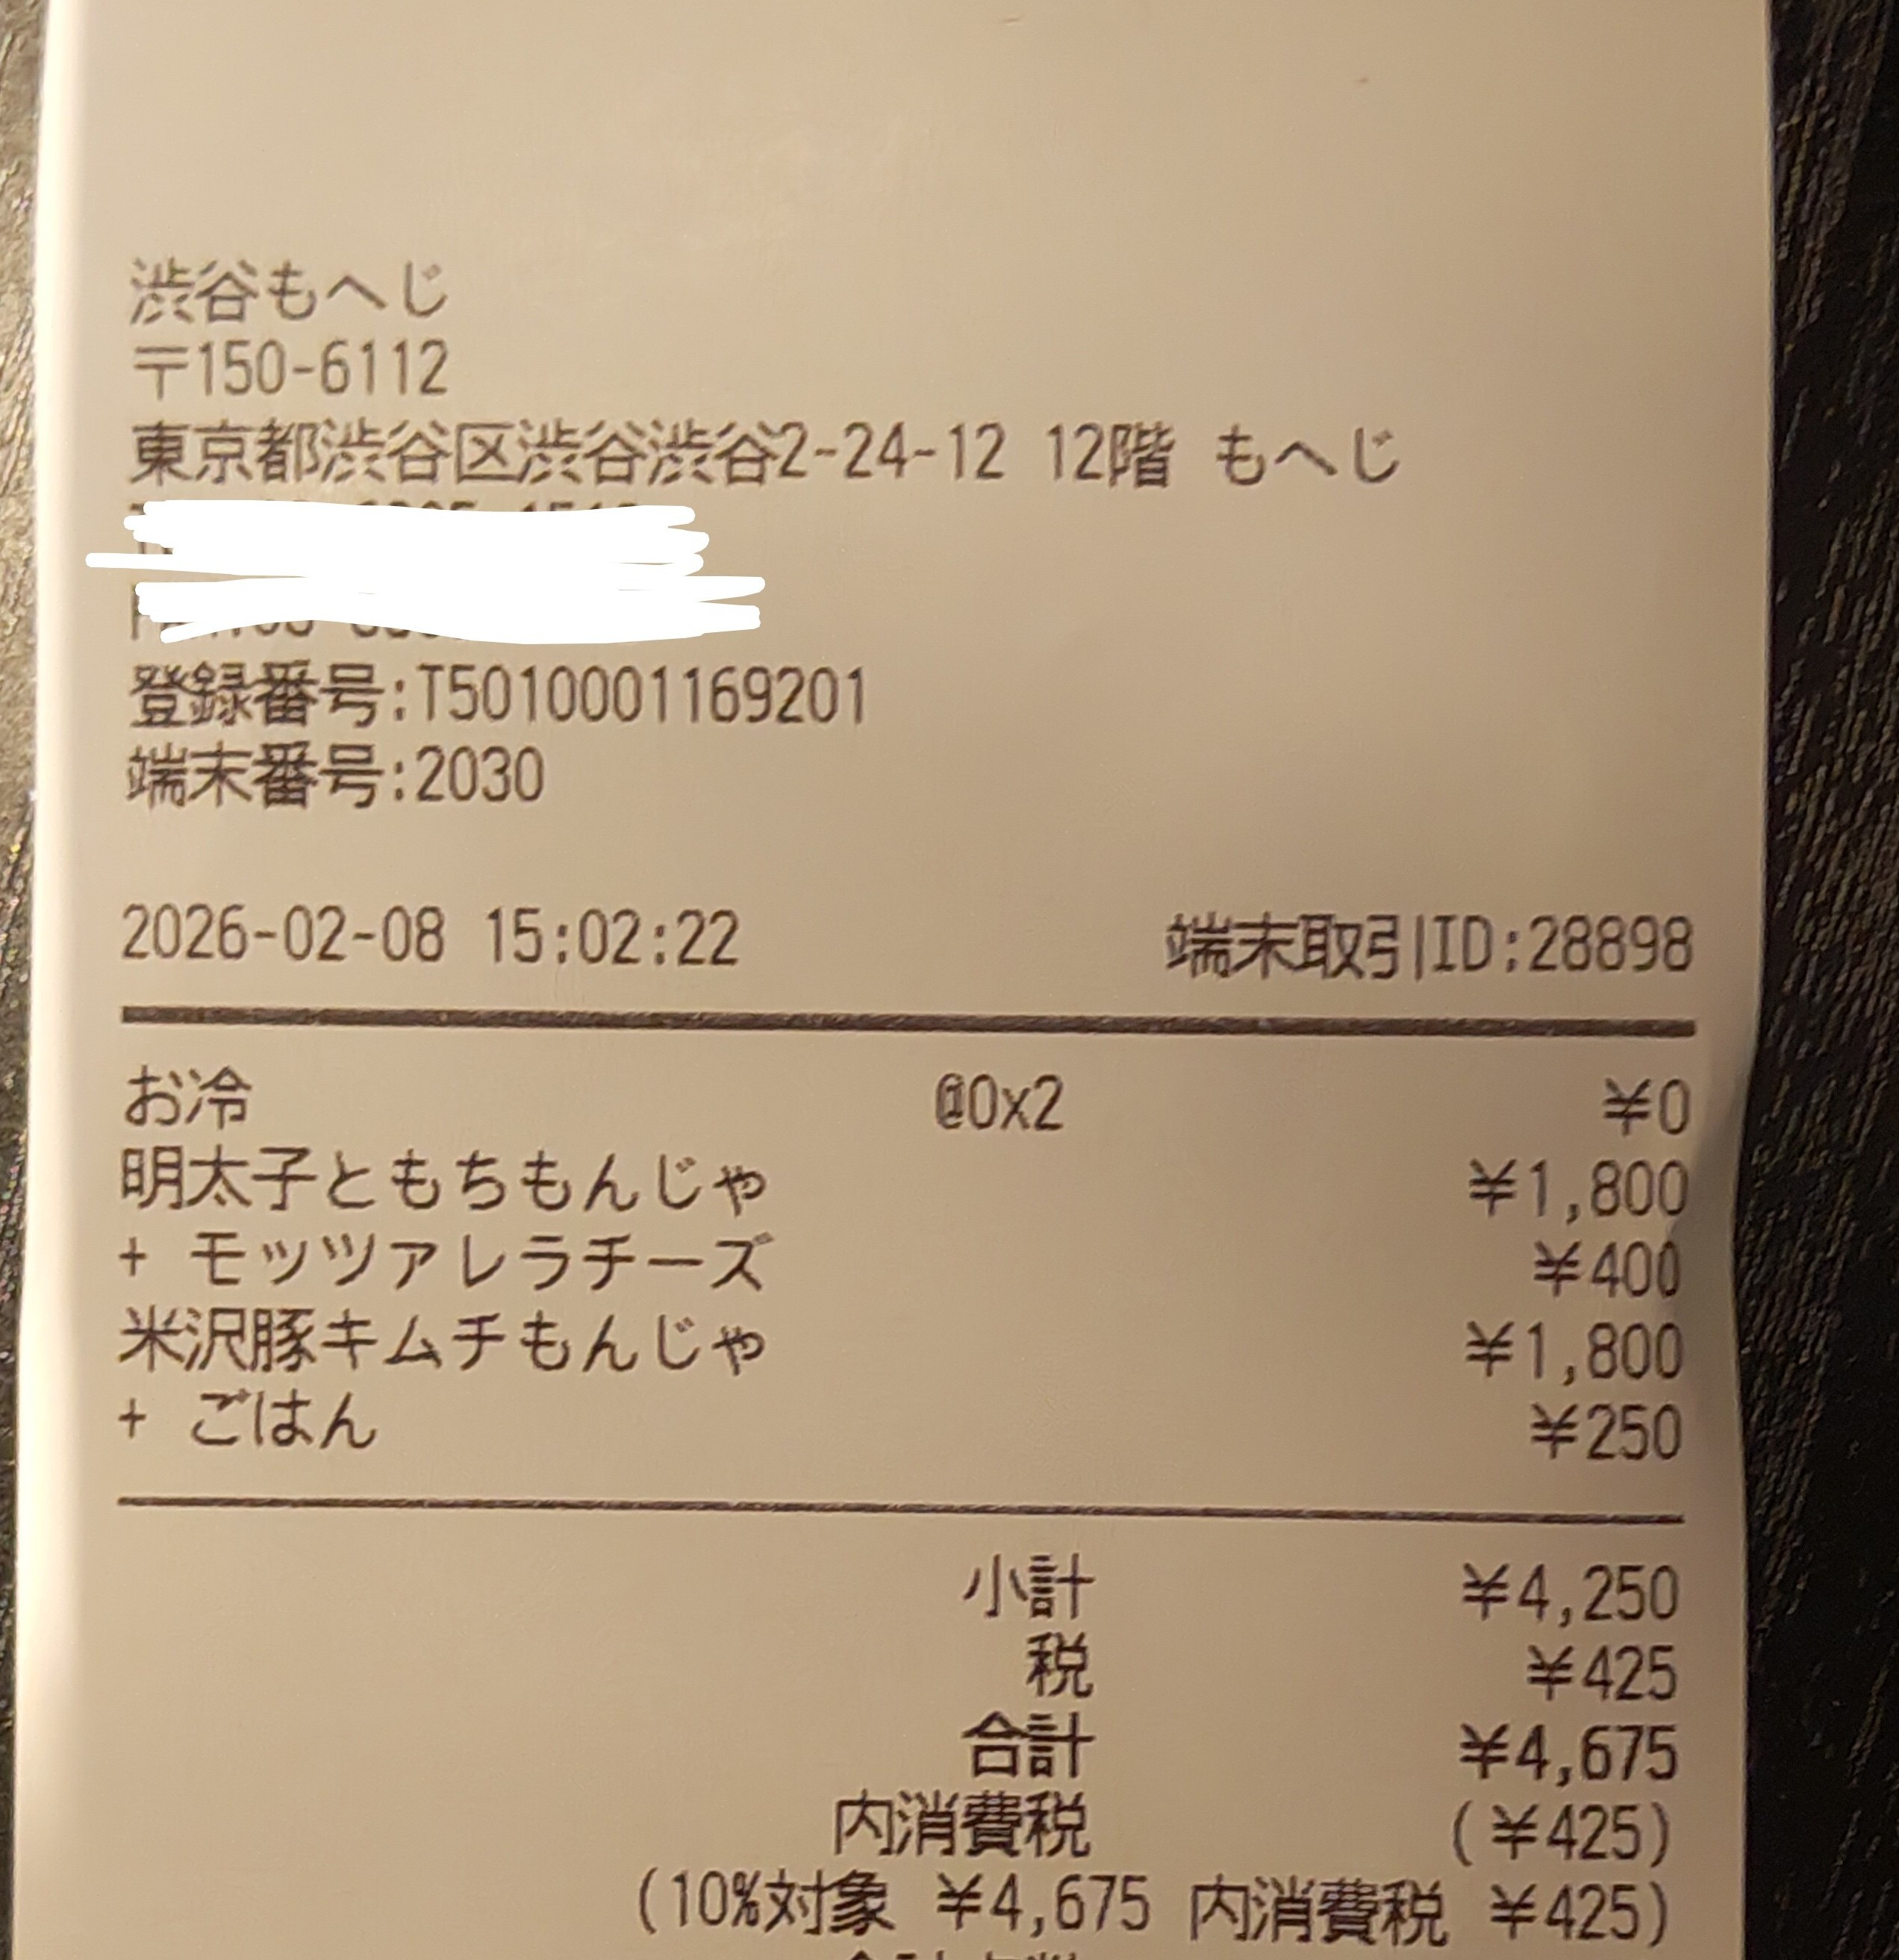 渋谷もへじ
〒150-6112
東京都渋谷区渋谷渋谷2-24-12 12階 もへじ
登録番号:T5010001169201
端末番号:2030
2026-02-08 15:02:22 端末取引ID:28898
お冷 @0x2 ¥0
明太子ともちもんじゃ ¥1,800
+ モッツァレラチーズ ¥400
米沢豚キムチもんじゃ ¥1,800
+ ごはん ¥250
小計 ¥4,250
税 ¥425
合計 ¥4,675
内消費税 (¥425)
(10%対象 ¥4,675 内消費税 ¥425)